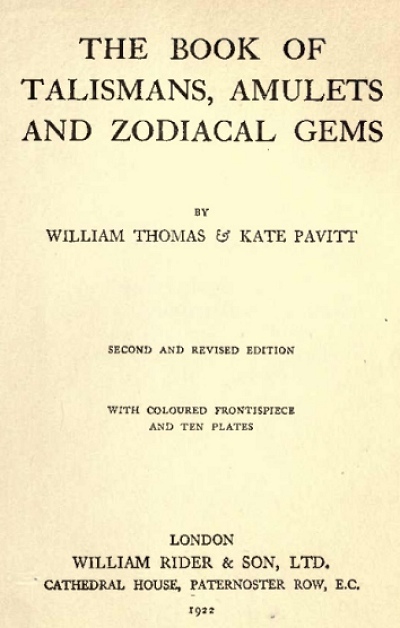 THE BOOK OF
TALISMANS, AMULETS
AND ZODIACAL GEMS
BY
WILLIAM THOMAS & KATE PAVITT
SECOND AND REVISED EDITION
WITH COLOURED FRONTISPIECE
AND TEN PLATES
LONDON
WILLIAM RIDER & SON, LTD.
CATHEDRAL HOUSE, PATERNOSTER ROW, E.C.
1922